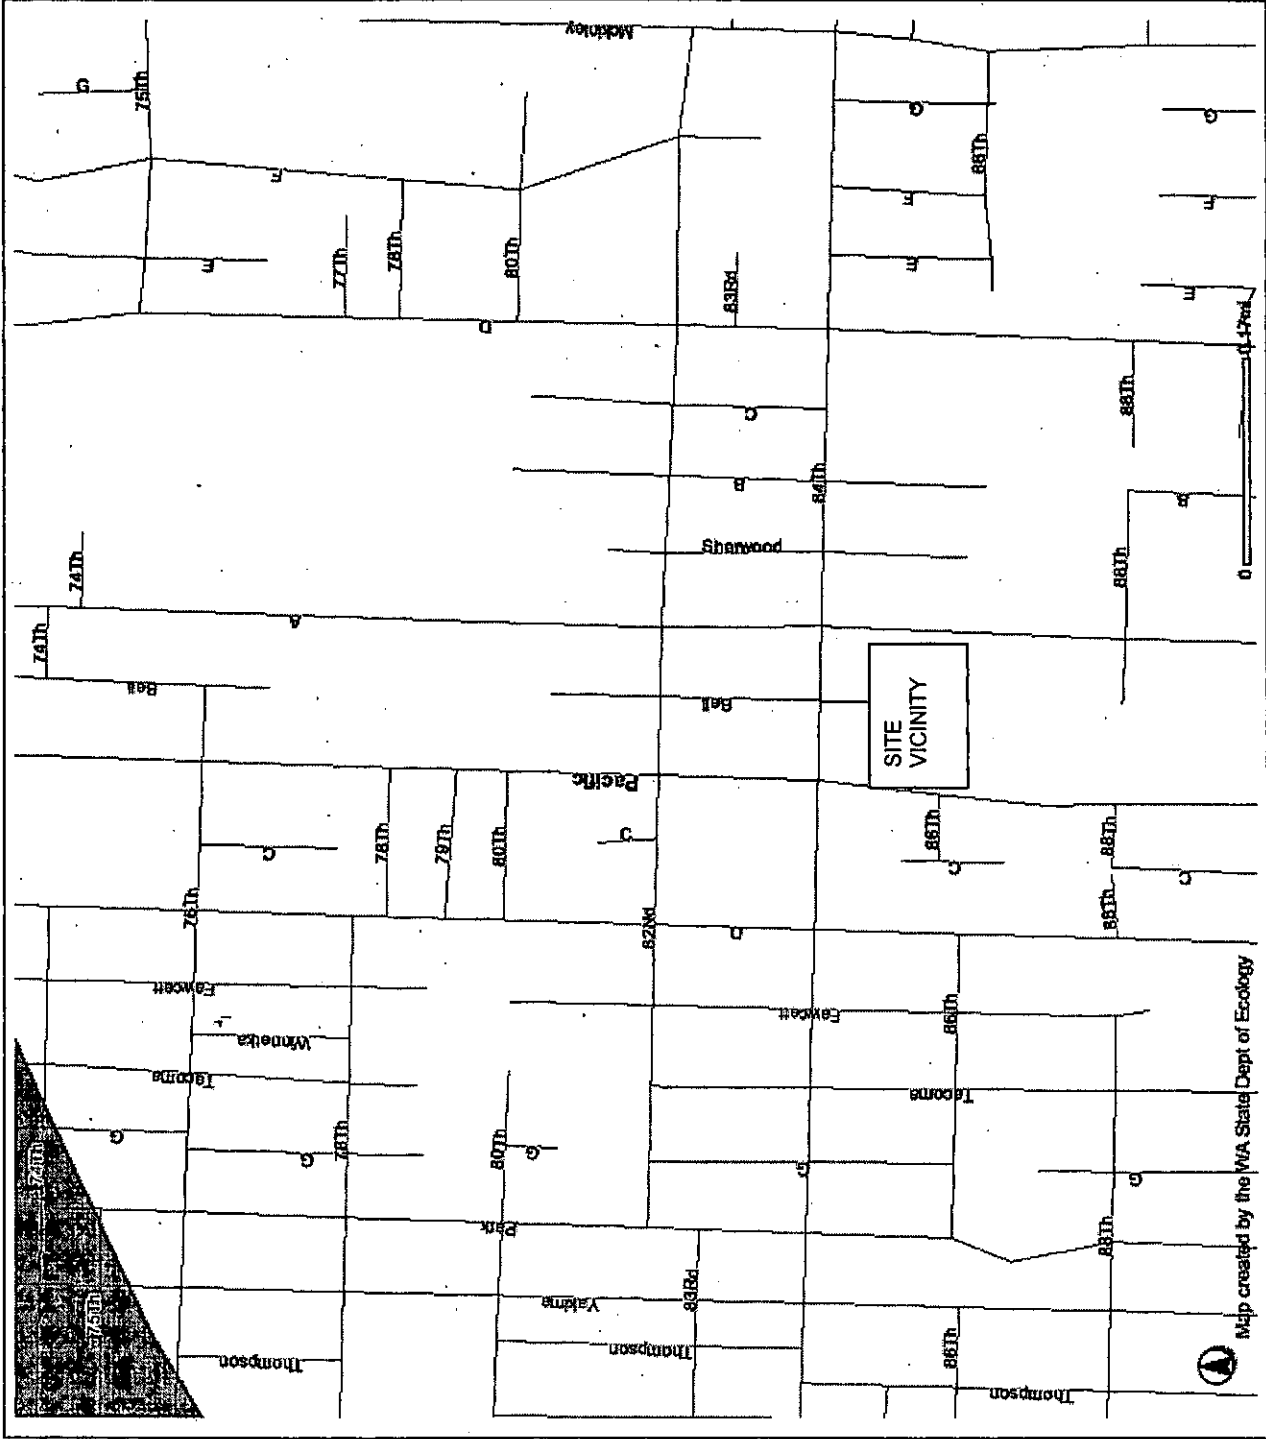 Mckinley
G
75Th
G
G
86Th
F
F
F
E
77Th
78Th
80Th
E
83Rd
E
E
D
88Th
0.17mi
C
B
84Th
B
88Th
Sherwood
0
74Th
74Th
A
Bell
Bell
SITE
VICINITY
Pacific
78Th
79Th
80Th
C
C
86Th
C
88Th
C
76Th
82Nd
D
88Th
Fawcett
Fawcett
86Th
Winnetka
Tacoma
Tacoma
G
G
78Th
80Th
G
G
G
74Th
Park
88Th
75Th
Yakima
83Rd
Thompson
Thompson
86Th
Thompson
Map created by the WA State Dept of Ecology